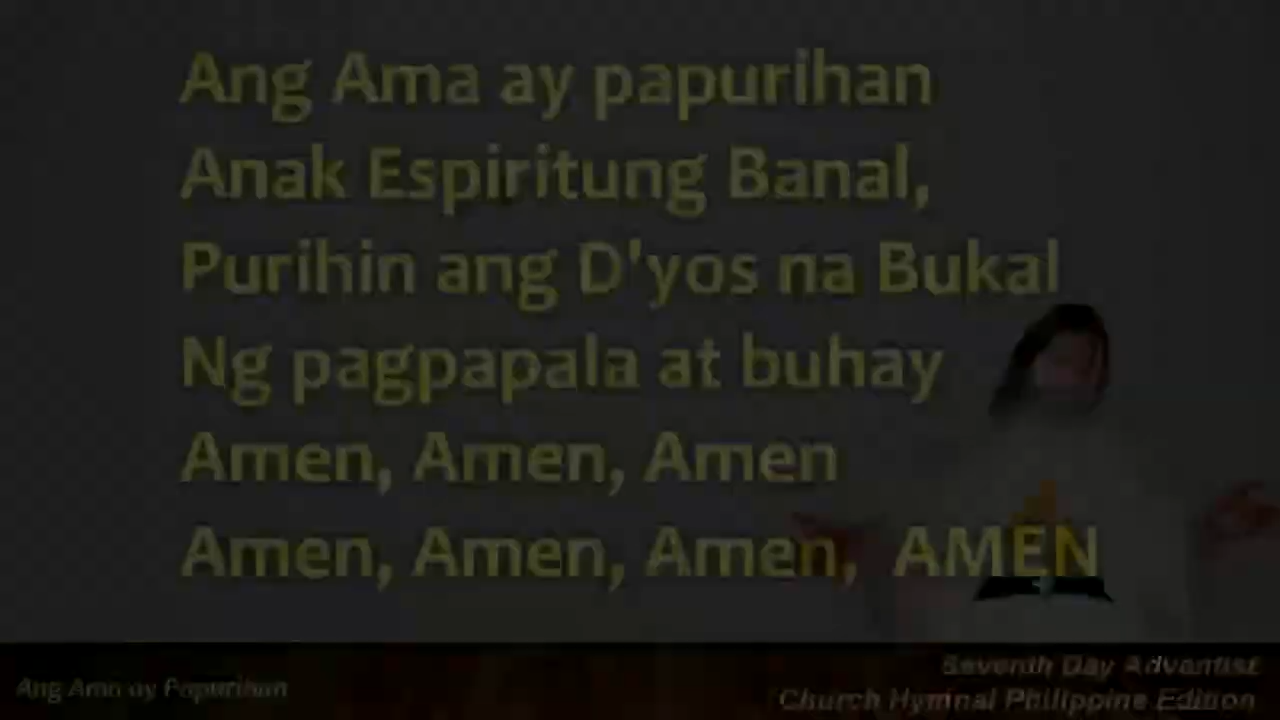 Ang Ama ay papurihan
Anak Espiritung Banal,
Purihin ang D'yos na Bukal
Ng pagpapala at buhay
Amen, Amen, Amen
Amen, Amen, Amen, AMEN
Ang Ama ay Papurihan
Seventh Day Advantist
Church Hymnal Philippine Edition